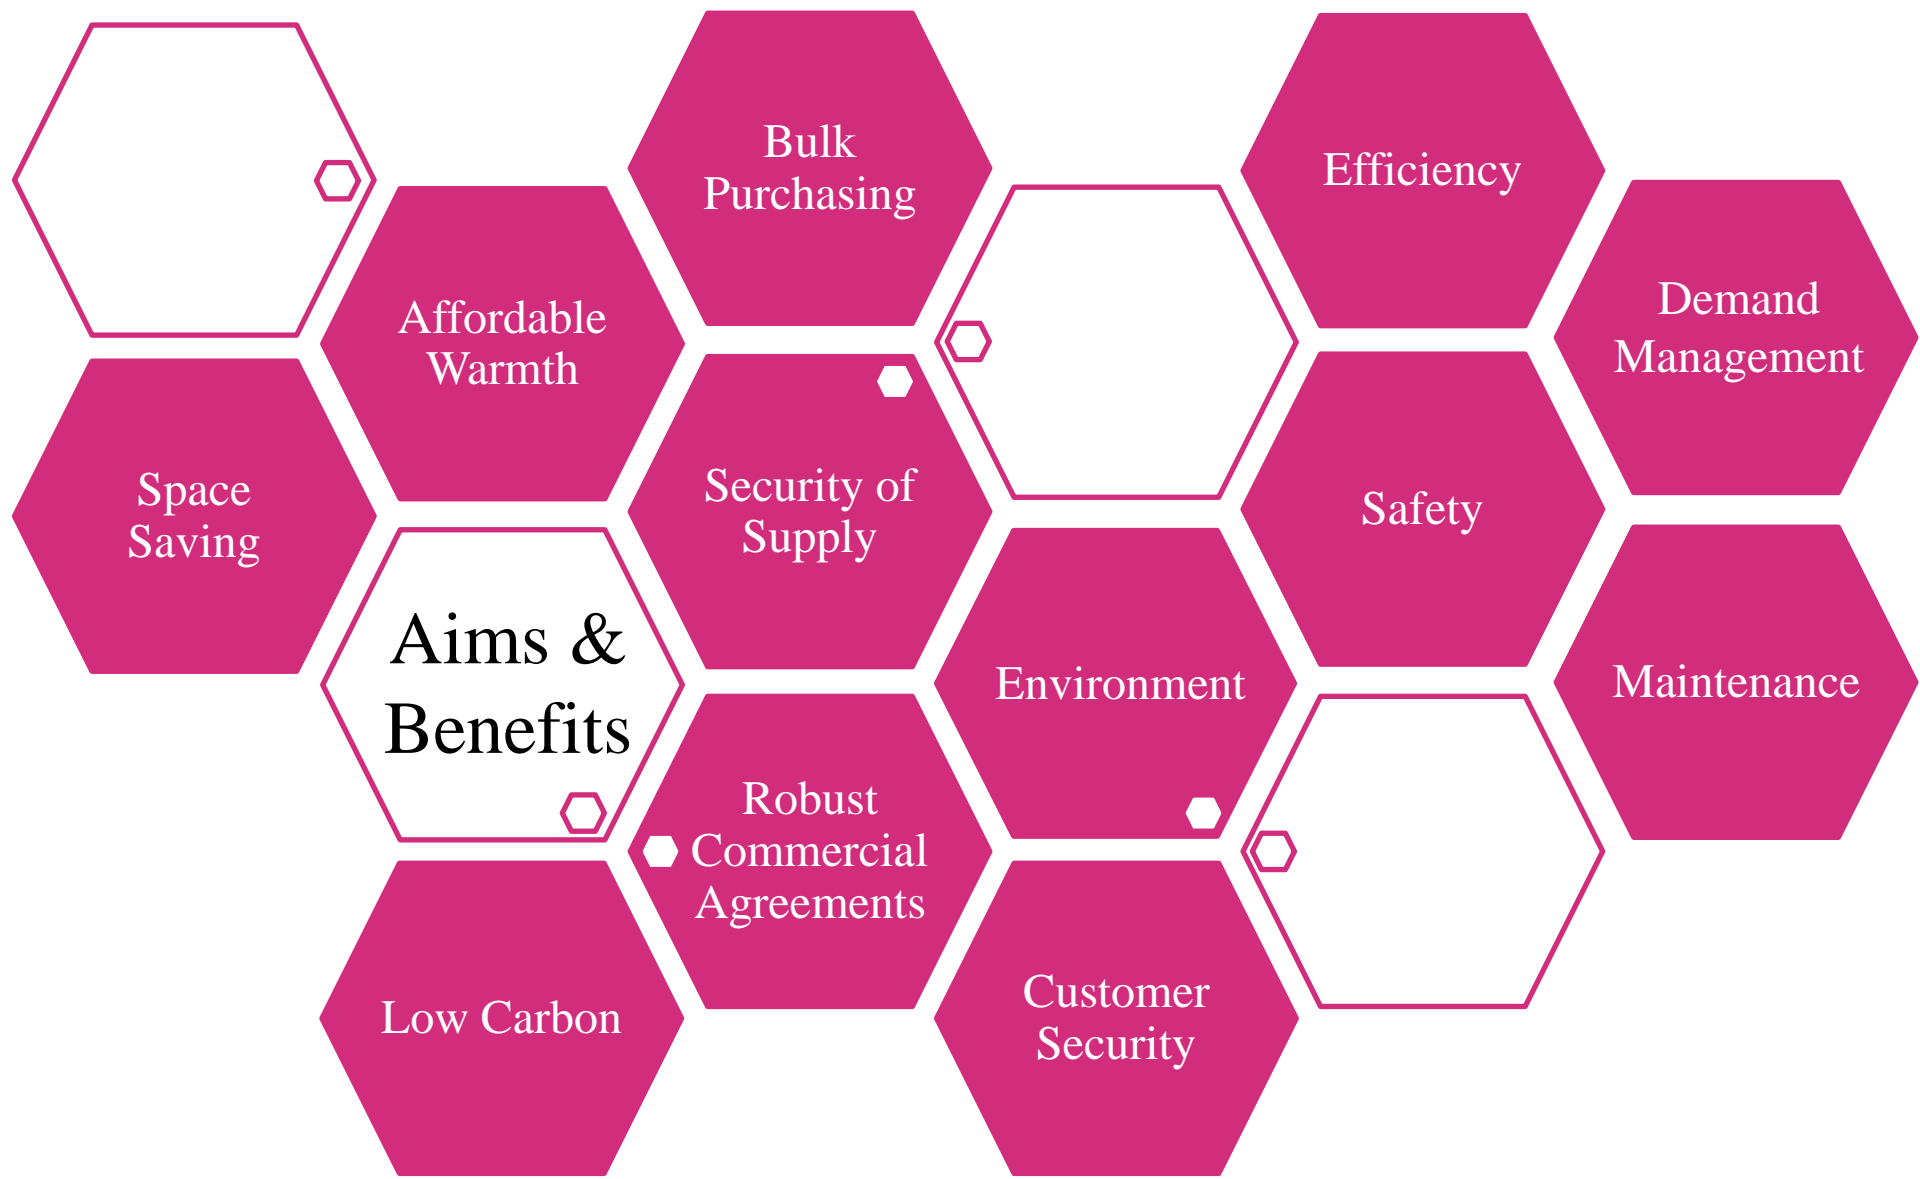 Bulk
Purchasing
Efficiency
Affordable
Warmth
Demand
Management
Space
Saving
Security of
Supply
Safety
Aims &
Benefits
Environment
Maintenance
Robust
Commercial
Agreements
Low Carbon
Customer
Security